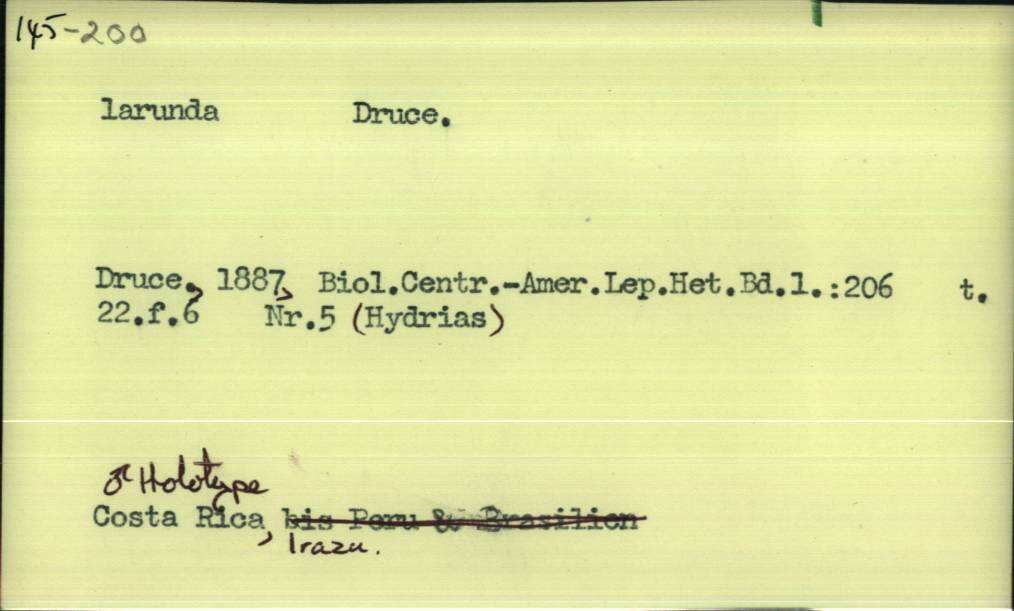 145-200
larunda Druce.
Druce, 1887, Biol.Centr.-Amer.Lep.Het.Bd.1.:206 t.
22.f.6 Nr.5 (Hydrias)
♂ Holotype
Costa Rica, bis Peru & Brasilien
Irazu.